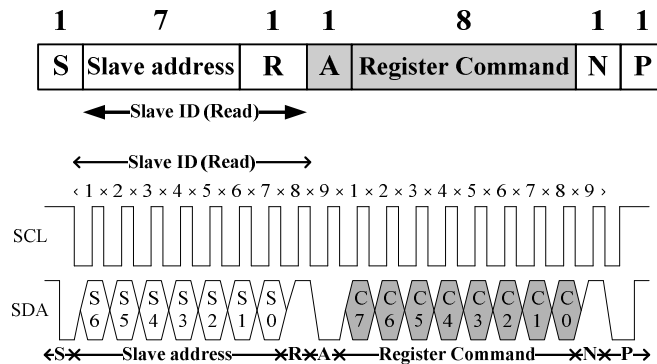 1 7 1 1 8 1 1
S Slave address R A Register Command N P
Slave ID (Read)
Slave ID (Read)
‹ 1 × 2 × 3 × 4 × 5 × 6 × 7 × 8 × 9 × 1 × 2 × 3 × 4 × 5 × 6 × 7 × 8 × 9 ›
SCL
SDA S6 S5 S4 S3 S2 S1 S0 C7 C6 C5 C4 C3 C2 C1 C0
S Slave address R A Register Command N P